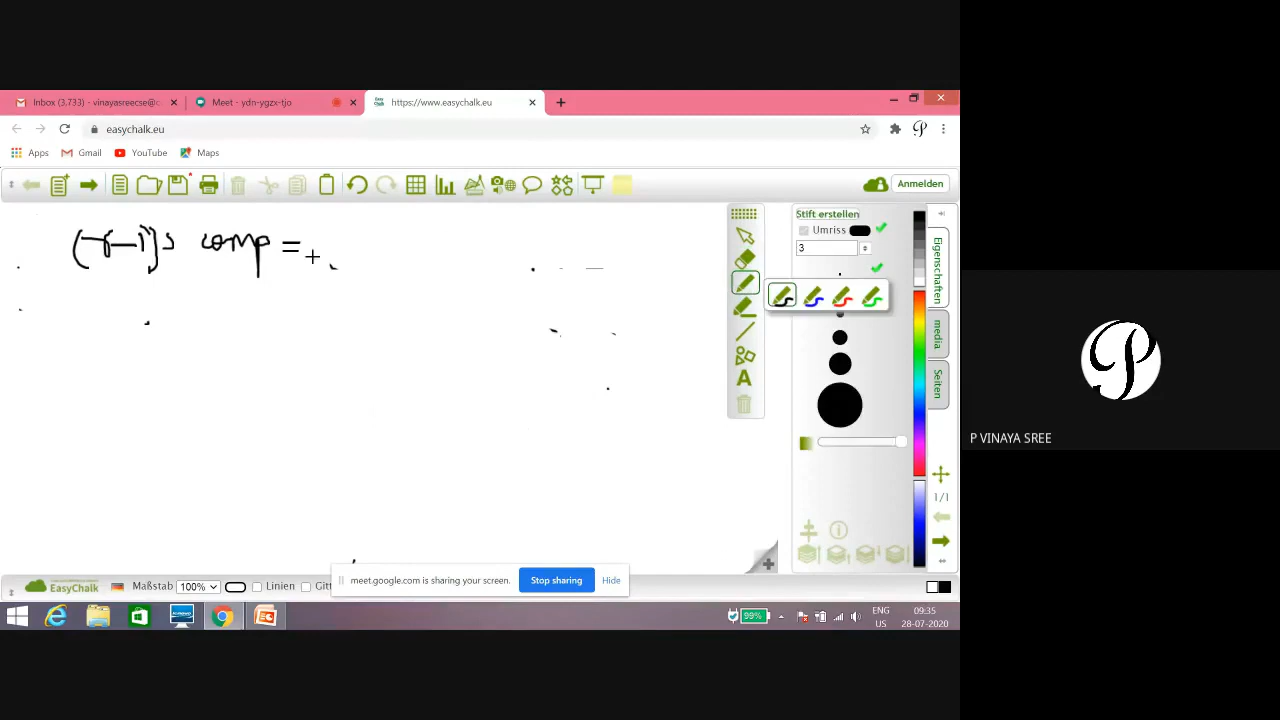 Inbox (3,733) - vinayasreecse@c
Meet - ydn-ygzx-tjo
https://www.easychalk.eu
easychalk.eu
Apps Gmail YouTube Maps
Anmelden
Stift erstellen
Umriss
3
's comp =
Eigenschaften
media
Seiten
P VINAYA SREE
1/1
meet.google.com is sharing your screen. Stop sharing Hide
EasyChalk Maßstab 100% Linien Gitt
99% ENG US 09:35 28-07-2020